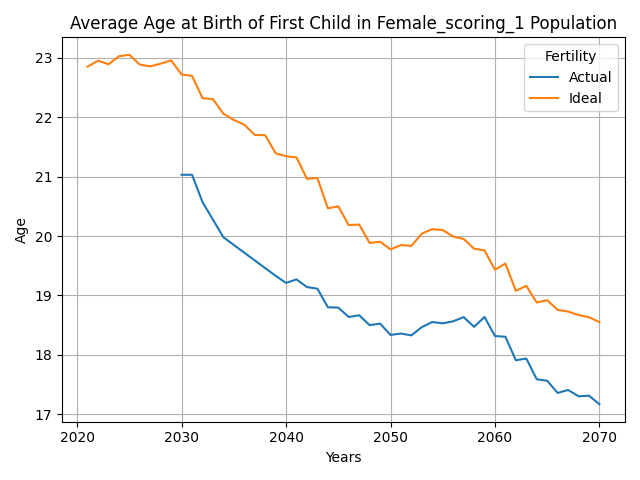 Average Age at Birth of First Child in Female_scoring_1 Population
Fertility
Actual
Ideal
Age
23
22
21
20
19
18
17
2020
2030
2040
2050
2060
2070
Years